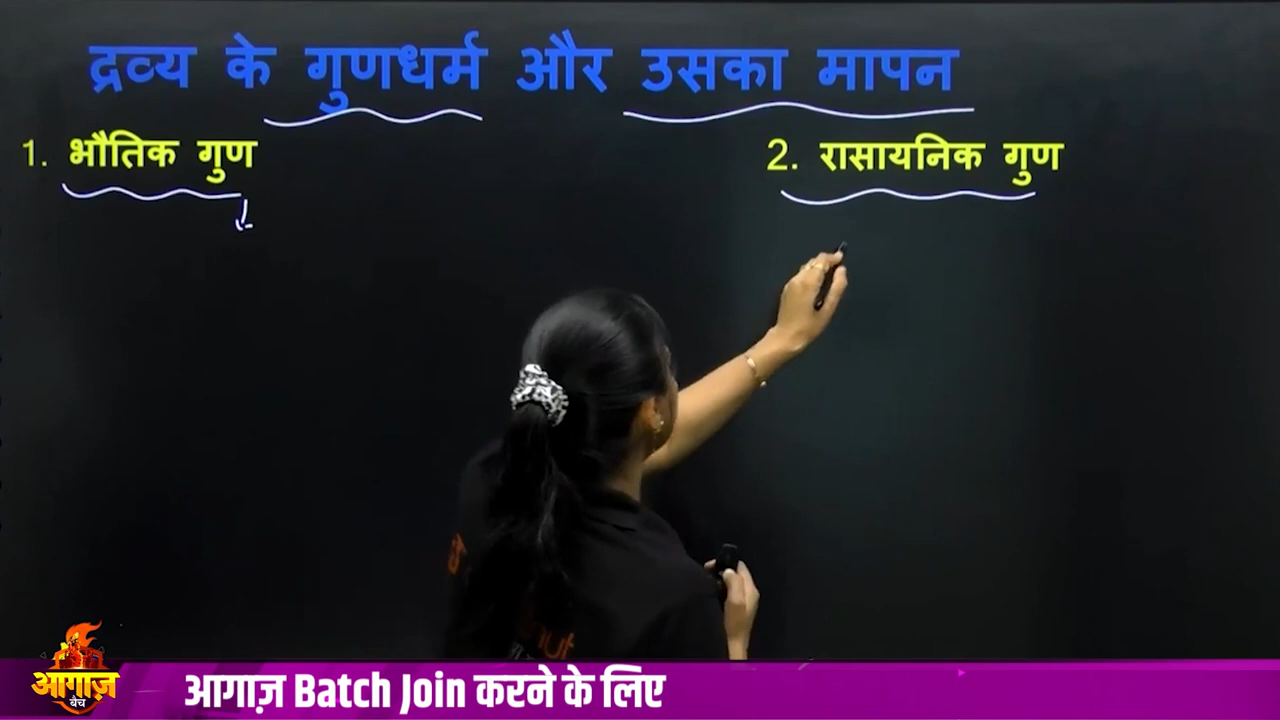 द्रव्य के गुणधर्म और उसका मापन
1. भौतिक गुण
2. रासायनिक गुण
आगाज़
बैच
आगाज़ Batch Join करने के लिए